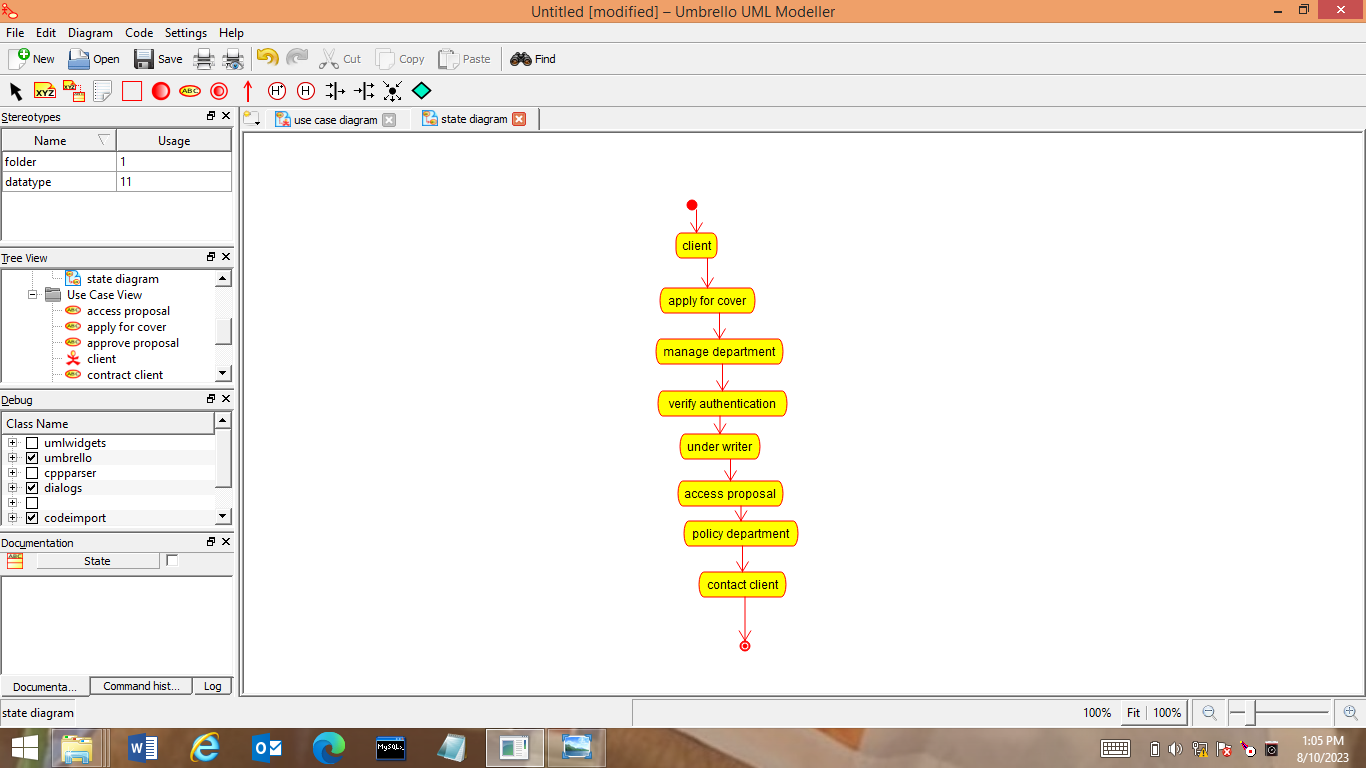 Untitled [modified] – Umbrello UML Modeller
File Edit Diagram Code Settings Help
New Open Save Cut Copy Paste Find
XYZ XYZ ABC H* H
Stereotypes
Name Usage
folder 1
datatype 11
Tree View
state diagram
Use Case View
access proposal
apply for cover
approve proposal
client
contract client
Debug
Class Name
umlwidgets
umbrello
cppparser
dialogs
codeimport
Documentation
State
Documenta... Command hist... Log
use case diagram state diagram
client
apply for cover
manage department
verify authentication
under writer
access proposal
policy department
contact client
state diagram 100% Fit 100%
MySQL
1:05 PM
8/10/2023